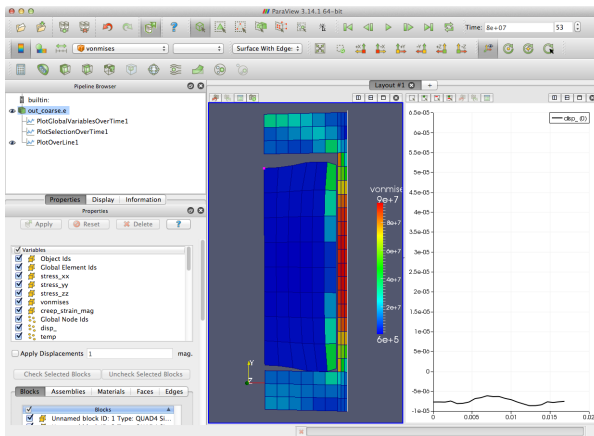 ParaView 3.14.1 64-bit
Time: 8e+07
53
vonmises
Surface With Edges
Pipeline Browser
builtin:
out_coarse.e
PlotGlobalVariablesOverTime1
PlotSelectionOverTime1
PlotOverLine1
Properties Display Information
Properties
Apply Reset Delete ?
Variables
Object Ids
Global Element Ids
stress_xx
stress_yy
stress_zz
vonmises
creep_strain_mag
Global Node Ids
disp_
temp
Apply Displacements 1 mag.
Check Selected Blocks Uncheck Selected Blocks
Blocks Assemblies Materials Faces Edges
Blocks
Unnamed block ID: 1 Type: QUAD4 Si...
Layout #1 +
vonmise
9e+7
8e+7
6e+7
4e+7
2e+7
6e+5
Y
Z
disp_ (0)
6.5e-05
6e-05
5.5e-05
5e-05
4.5e-05
4e-05
3.5e-05
3e-05
2.5e-05
2e-05
1.5e-05
1e-05
5e-06
0
-5e-06
-1e-05
0 0.005 0.01 0.015 0.02